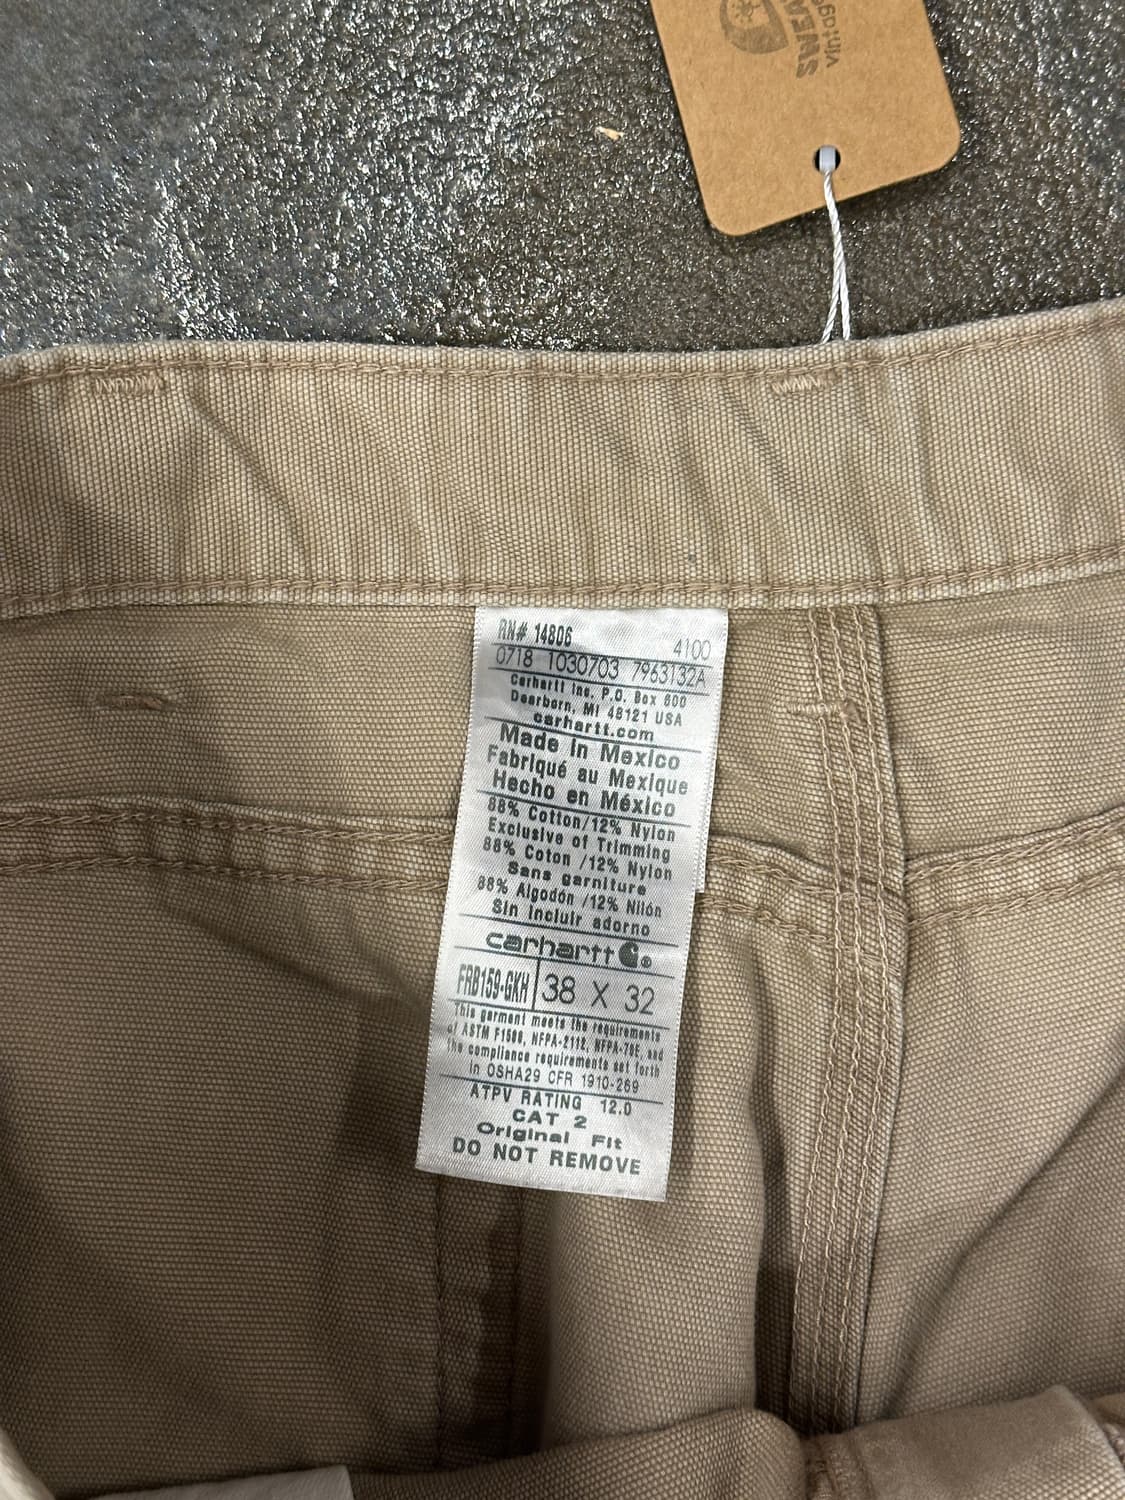 vintage
RN# 14806
4100
0718 1030703 7963132A
Carhartt Inc. P.O. Box 600
Dearborn, MI 48121 USA
carhartt.com
Made in Mexico
Fabriqué au Mexique
Hecho en México
88% Cotton/12% Nylon
Exclusive of Trimming
88% Coton /12% Nylon
Sans garniture
88% Algodón /12% Nilón
Sin incluir adorno
carhartt ®
FRB159-GKH 38 X 32
This garment meets the requirements
of ASTM F1506, NFPA-2112, NFPA-70E, and
the compliance requirements set forth
in OSHA29 CFR 1910-269
ATPV RATING 12.0
CAT 2
Original Fit
DO NOT REMOVE